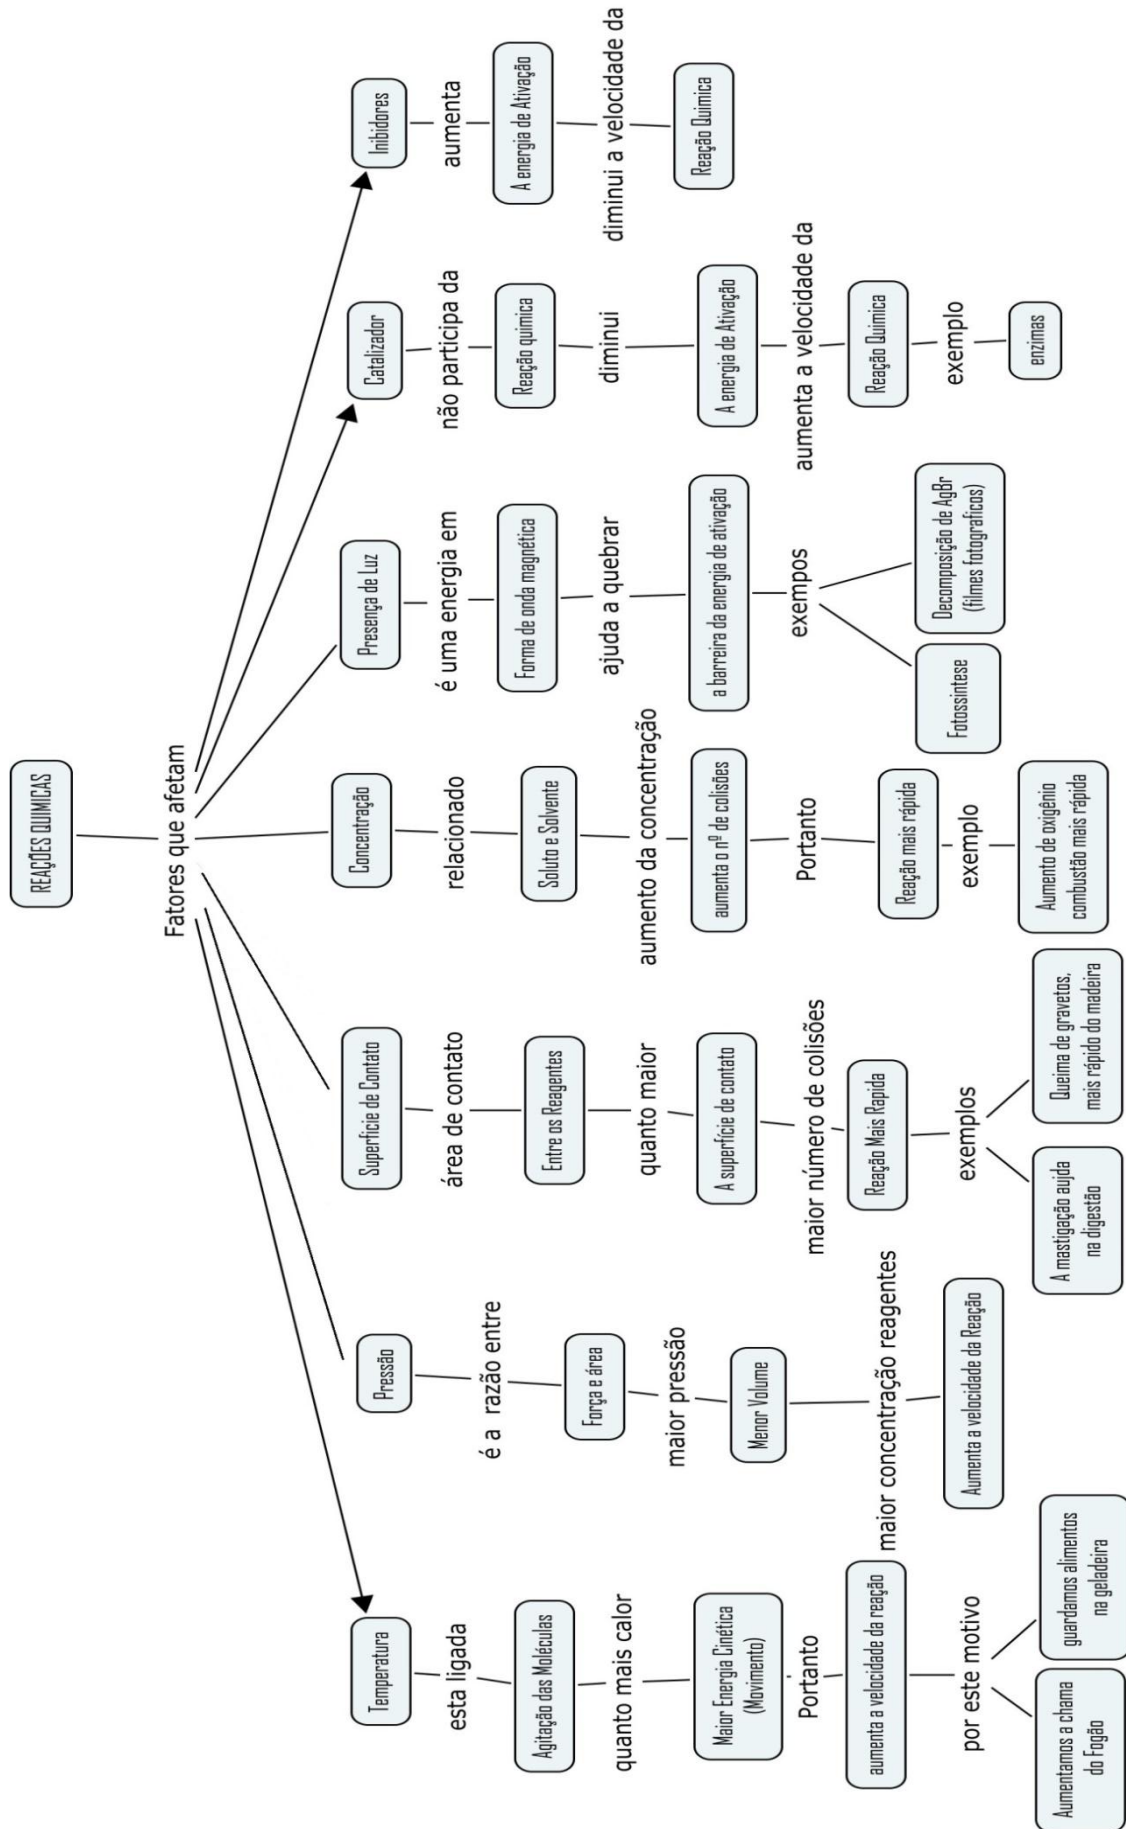 REAÇÕES QUIMICAS
Fatores que afetam
Temperatura
esta ligada
Agitação das Moléculas
quanto mais calor
Maior Energia Cinética
(Movimento)
Portanto
aumenta a velocidade da reação
por este motivo
Aumentamos a chama
do Fogão
guardamos alimentos
na geladeira
Pressão
é a razão entre
Força e área
maior pressão
Menor Volume
maior concentração reagentes
Aumenta a velocidade da Reação
Superficie de Contato
área de contato
Entre os Reagentes
quanto maior
A superfície de contato
maior número de colisões
Reação Mais Rapida
exemplos
A mastigação aujda
na digestão
Queima de gravetos,
mais rápido do madeira
Concentração
relacionado
Soluto e Solvente
aumento da concentração
aumenta o nº de colisões
Portanto
Reação mais rápida
exemplo
Aumento de oxigênio
combustão mais rápida
Presença de Luz
é uma energia em
Forma de onda magnética
ajuda a quebrar
a barreira da energia de ativação
exempos
Fotossintese
Decomposição de AgBr
(filmes fotograficos)
Catalizador
não participa da
Reação quimica
diminui
A energia de Ativação
aumenta a velocidade da
Reação Quimica
exemplo
enzimas
Inibidores
aumenta
A energia de Ativação
diminui a velocidade da
Reação Quimica